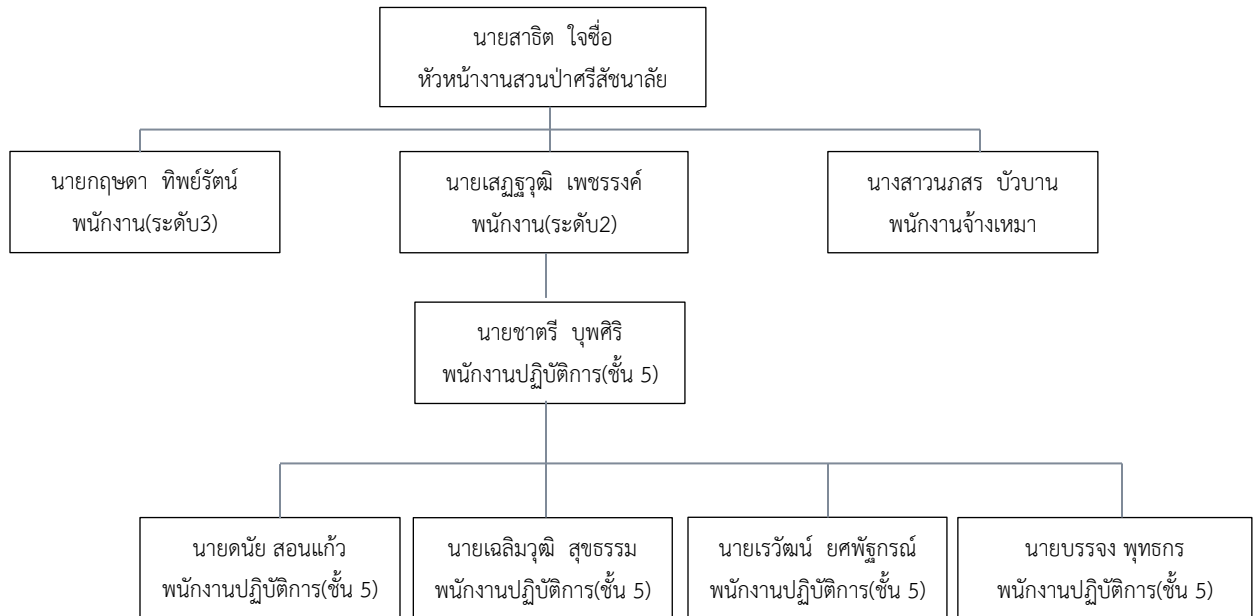 นายสาธิต ใจซื่อ
หัวหน้างานสวนป่าศรีสัชนาลัย
นายกฤษดา ทิพย์รัตน์
พนักงาน(ระดับ3)
นายเสฏฐวุฒิ เพชรรงค์
พนักงาน(ระดับ2)
นางสาวนภสร บัวบาน
พนักงานจ้างเหมา
นายชาตรี บุพศิริ
พนักงานปฏิบัติการ(ชั้น 5)
นายดนัย สอนแก้ว
พนักงานปฏิบัติการ(ชั้น 5)
นายเฉลิมวุฒิ สุขธรรม
พนักงานปฏิบัติการ(ชั้น 5)
นายเรวัฒน์ ยศพัฐกรณ์
พนักงานปฏิบัติการ(ชั้น 5)
นายบรรจง พุทธกร
พนักงานปฏิบัติการ(ชั้น 5)